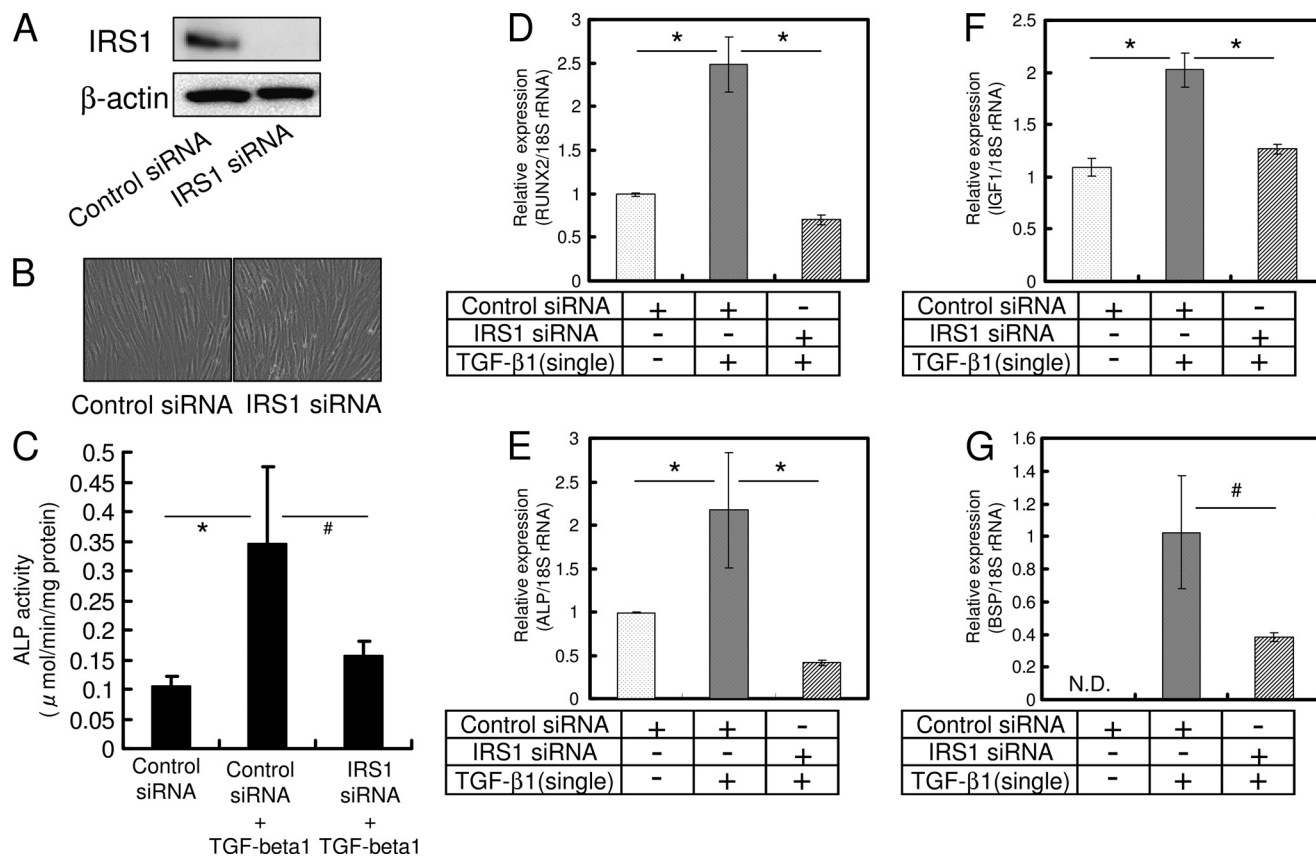 A
IRS1
β-actin
Control siRNA
IRS1 siRNA
B
Control siRNA IRS1 siRNA
C
ALP activity
(μ mol/min/mg protein)
0.5
0.45
0.4
0.35
0.3
0.25
0.2
0.15
0.1
0.05
0
* #
Control
siRNA
Control
siRNA
+
TGF-beta1
IRS1
siRNA
+
TGF-beta1
D
Relative expression
(RUNX2/18S rRNA)
3
2.5
2
1.5
1
0.5
0
* *
Control siRNA + + -
IRS1 siRNA - - +
TGF-β1(single) - + +
E
Relative expression
(ALP/18S rRNA)
3
2.5
2
1.5
1
0.5
0
* *
Control siRNA + + -
IRS1 siRNA - - +
TGF-β1(single) - + +
F
Relative expression
(IGF1/18S rRNA)
2.5
2
1.5
1
0.5
0
* *
Control siRNA + + -
IRS1 siRNA - - +
TGF-β1(single) - + +
G
Relative expression
(BSP/18S rRNA)
1.6
1.4
1.2
1
0.8
0.6
0.4
0.2
0
#
N.D.
Control siRNA + + -
IRS1 siRNA - - +
TGF-β1(single) - + +